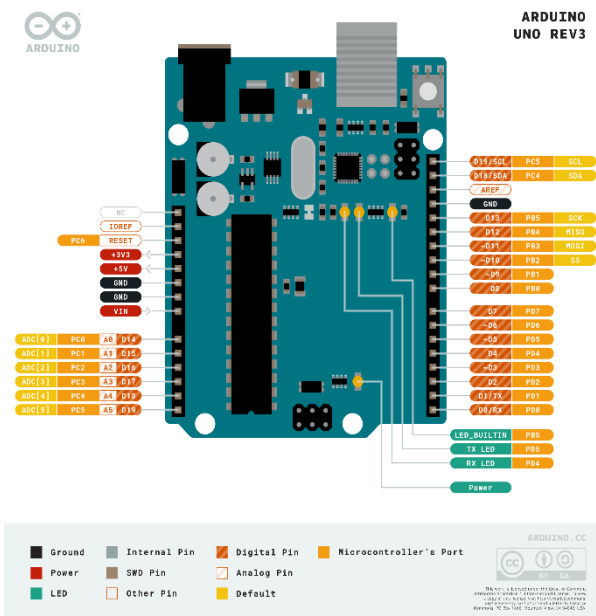 ARDUINO
ARDUINO
UNO REV3
D19/SCL PC5 SCL
D18/SDA PC4 SDA
AREF
GND
D13 PB5 SCK
D12 PB4 MISO
~D11 PB3 MOSI
~D10 PB2 SS
~D9 PB1
D8 PB0
NC
IOREF
PC6 RESET
+3V3
+5V
GND
GND
VIN
D7 PD7
~D6 PD6
~D5 PD5
D4 PD4
~D3 PD3
D2 PD2
D1/TX PD1
D0/RX PD0
ADC[0] PC0 A0 D14
ADC[1] PC1 A1 D15
ADC[2] PC2 A2 D16
ADC[3] PC3 A3 D17
ADC[4] PC4 A4 D18
ADC[5] PC5 A5 D19
LED_BUILTIN PB5
TX LED PD5
RX LED PD4
Power
Ground
Power
LED
Internal Pin
SWD Pin
Other Pin
Digital Pin
Analog Pin
Default
Microcontroller's Port
ARDUINO.CC
CC
BY SA